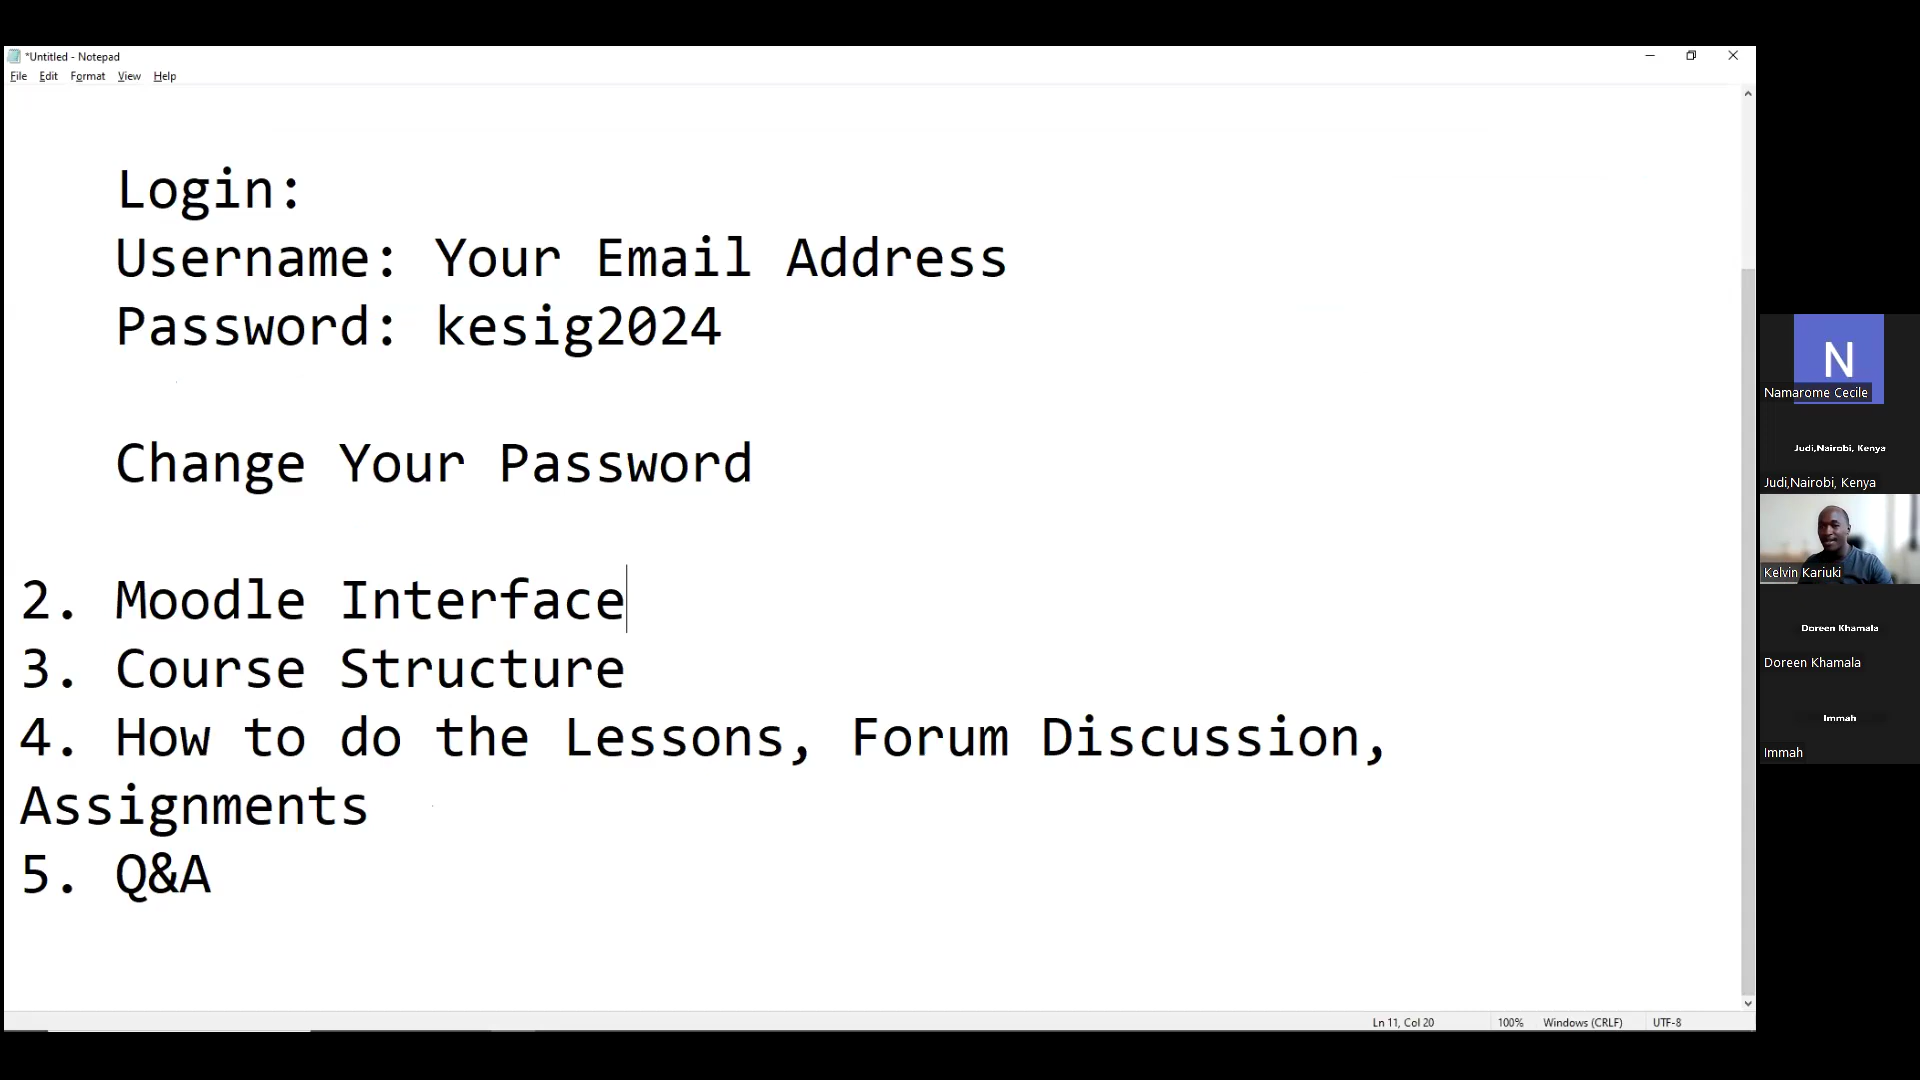 *Untitled - Notepad
File Edit Format View Help
Login:
Username: Your Email Address
Password: kesig2024
Change Your Password
2. Moodle Interface
3. Course Structure
4. How to do the Lessons, Forum Discussion,
Assignments
5. Q&A
Ln 11, Col 20 100% Windows (CRLF) UTF-8
N
Namarome Cecile
Judi,Nairobi, Kenya
Judi,Nairobi, Kenya
Kelvin Kariuki
Doreen Khamala
Doreen Khamala
Immah
Immah